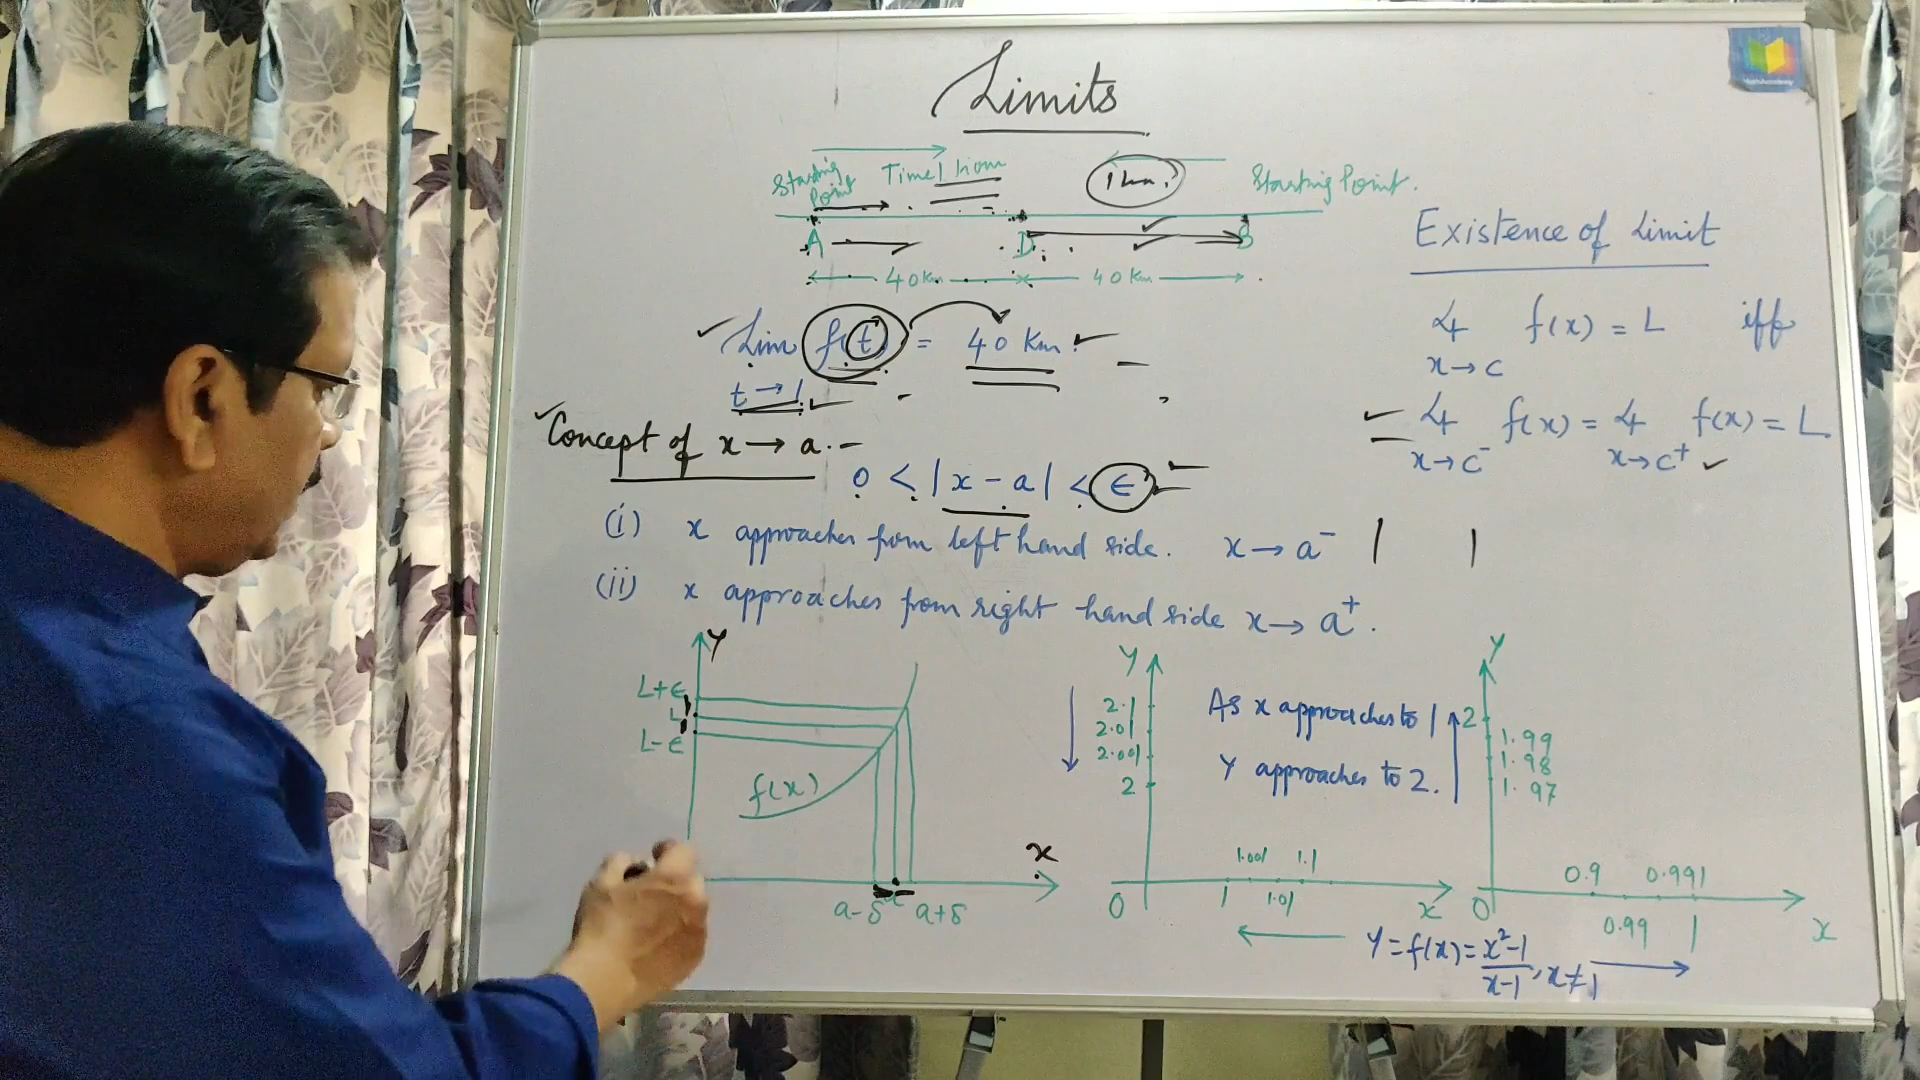 Limits
Starting Point Time 1 hour 1 hr. Starting Point.
A D B
40 Km 40 Km
Lim f(t) = 40 Km.
t → 1
Concept of x → a. -
0 < | x - a | < ϵ
(i) x approaches from left hand side. x → a⁻
(ii) x approaches from right hand side x → a⁺.
Existence of Limit
Lt f(x) = L iff
x → c
Lt f(x) = Lt f(x) = L
x → c⁻ x → c⁺
Y
L+ϵ
L
L-ϵ
f(x)
x
a-δ a+δ
Y
2.1
2.01
2.001
2
1.001 1.1
0 1 1.01 x
As x approaches to 1
Y approaches to 2.
Y
2
1.99
1.98
1.97
0.9 0.991
0 0.99 1 x
Y = f(x) = x²-1 / x-1 , x ≠ 1